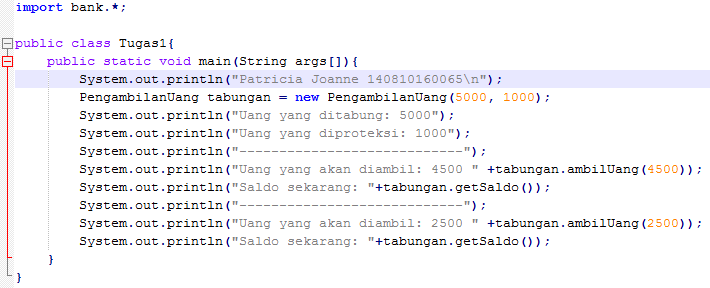 import bank.*;
public class Tugas1{
public static void main(String args[]){
System.out.println("Patricia Joanne 140810160065\n");
PengambilanUang tabungan = new PengambilanUang(5000, 1000);
System.out.println("Uang yang ditabung: 5000");
System.out.println("Uang yang diproteksi: 1000");
System.out.println("----------------------------");
System.out.println("Uang yang akan diambil: 4500 " +tabungan.ambilUang(4500));
System.out.println("Saldo sekarang: "+tabungan.getSaldo());
System.out.println("----------------------------");
System.out.println("Uang yang akan diambil: 2500 " +tabungan.ambilUang(2500));
System.out.println("Saldo sekarang: "+tabungan.getSaldo());
}
}